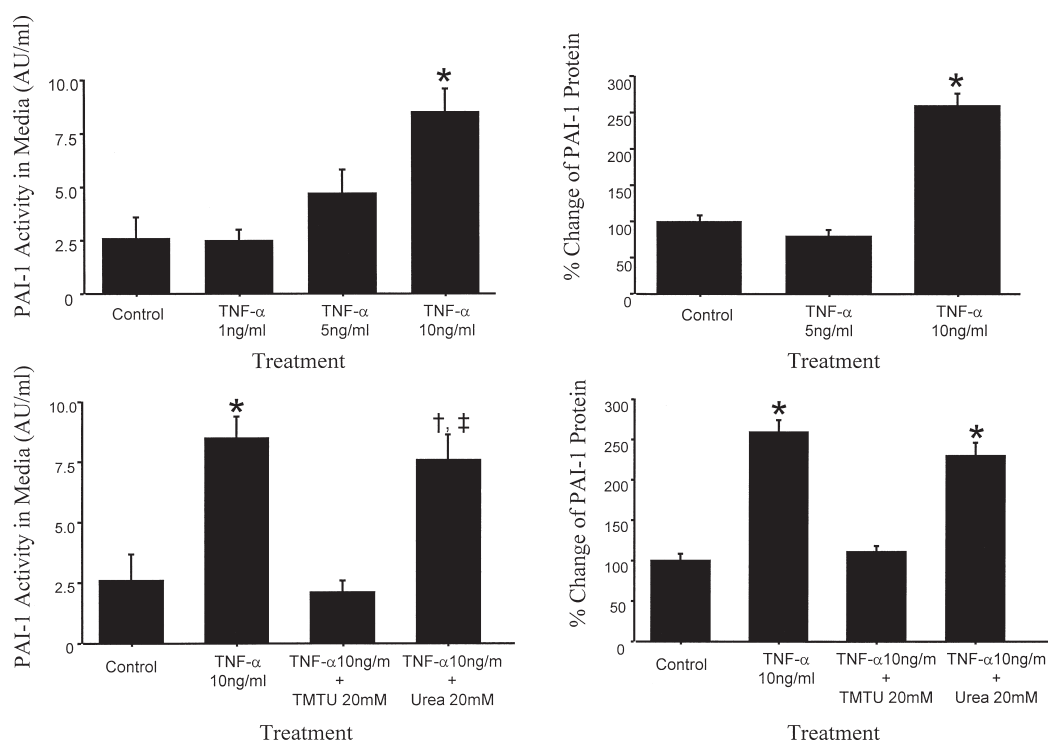 PAI-1 Activity in Media (AU/ml)
10.0
7.5
5.0
2.5
0
*
Control
TNF-α
1ng/ml
TNF-α
5ng/ml
TNF-α
10ng/ml
Treatment
% Change of PAI-1 Protein
300
250
200
150
100
50
0
*
Control
TNF-α
5ng/ml
TNF-α
10ng/ml
Treatment
PAI-1 Activity in Media (AU/ml)
10.0
7.5
5.0
2.5
0
*
†, ‡
Control
TNF-α
10ng/ml
TNF-α10ng/m
+
TMTU 20mM
TNF-α10ng/m
+
Urea 20mM
Treatment
% Change of PAI-1 Protein
300
250
200
150
100
50
0
*
*
Control
TNF-α
10ng/ml
TNF-α10ng/m
+
TMTU 20mM
TNF-α10ng/m
+
Urea 20mM
Treatment